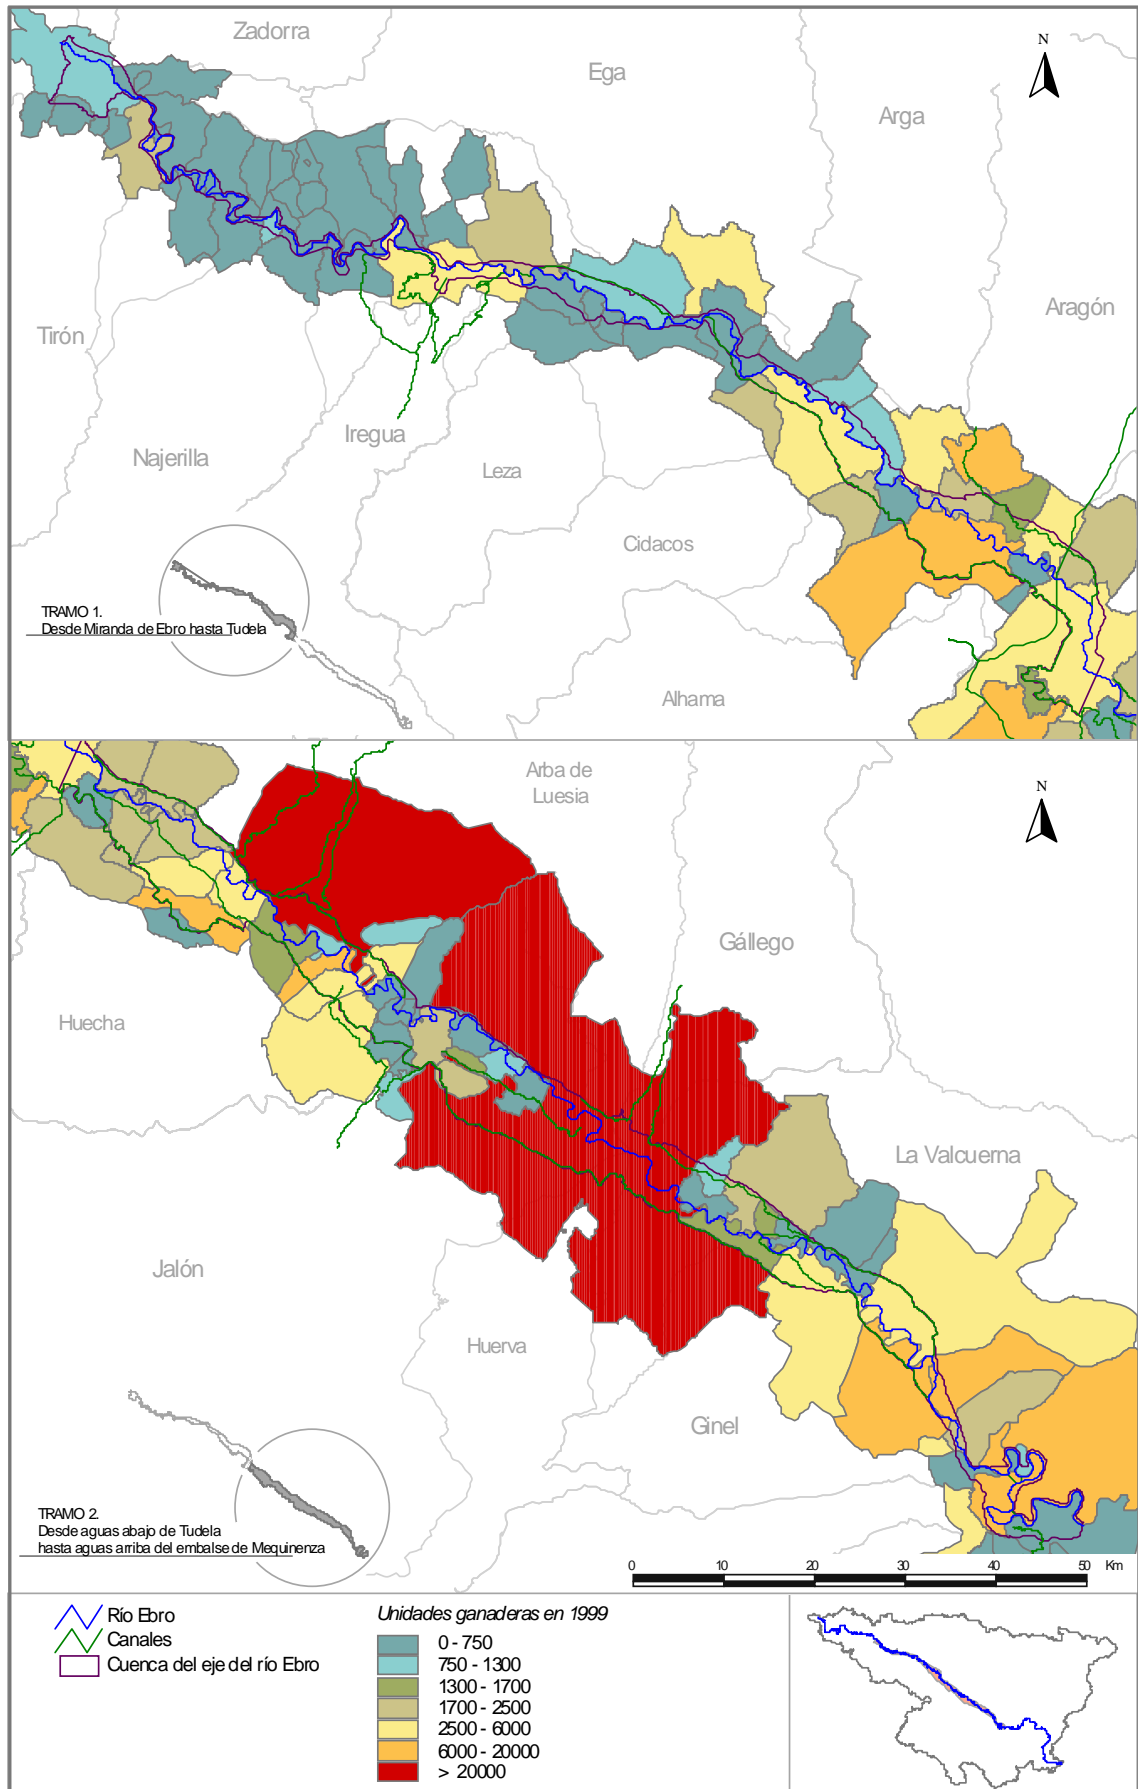 Zadorra
Ega
N
Arga
Aragón
Tirón
Iregua
Najerilla
Leza
Cidacos
TRAMO 1.
Desde Miranda de Ebro hasta Tudela
Alhama
Arba de
Luesia
N
Gállego
Huecha
La Valcuerna
Jalón
Huerva
Ginel
TRAMO 2.
Desde aguas abajo de Tudela
hasta aguas arriba del embalse de Mequinenza
0 10 20 30 40 50 Km
Río Ebro
Canales
Cuenca del eje del río Ebro
Unidades ganaderas en 1999
0 - 750
750 - 1300
1300 - 1700
1700 - 2500
2500 - 6000
6000 - 20000
> 20000